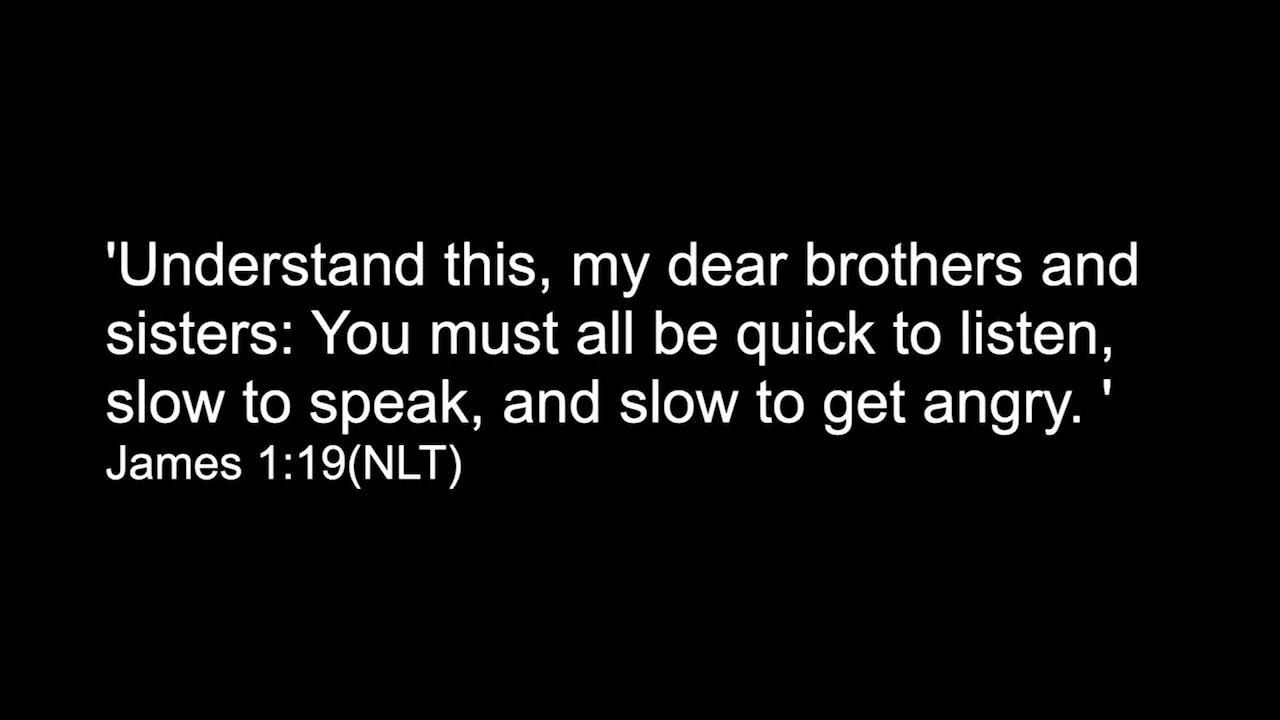 'Understand this, my dear brothers and
sisters: You must all be quick to listen,
slow to speak, and slow to get angry. '
James 1:19(NLT)